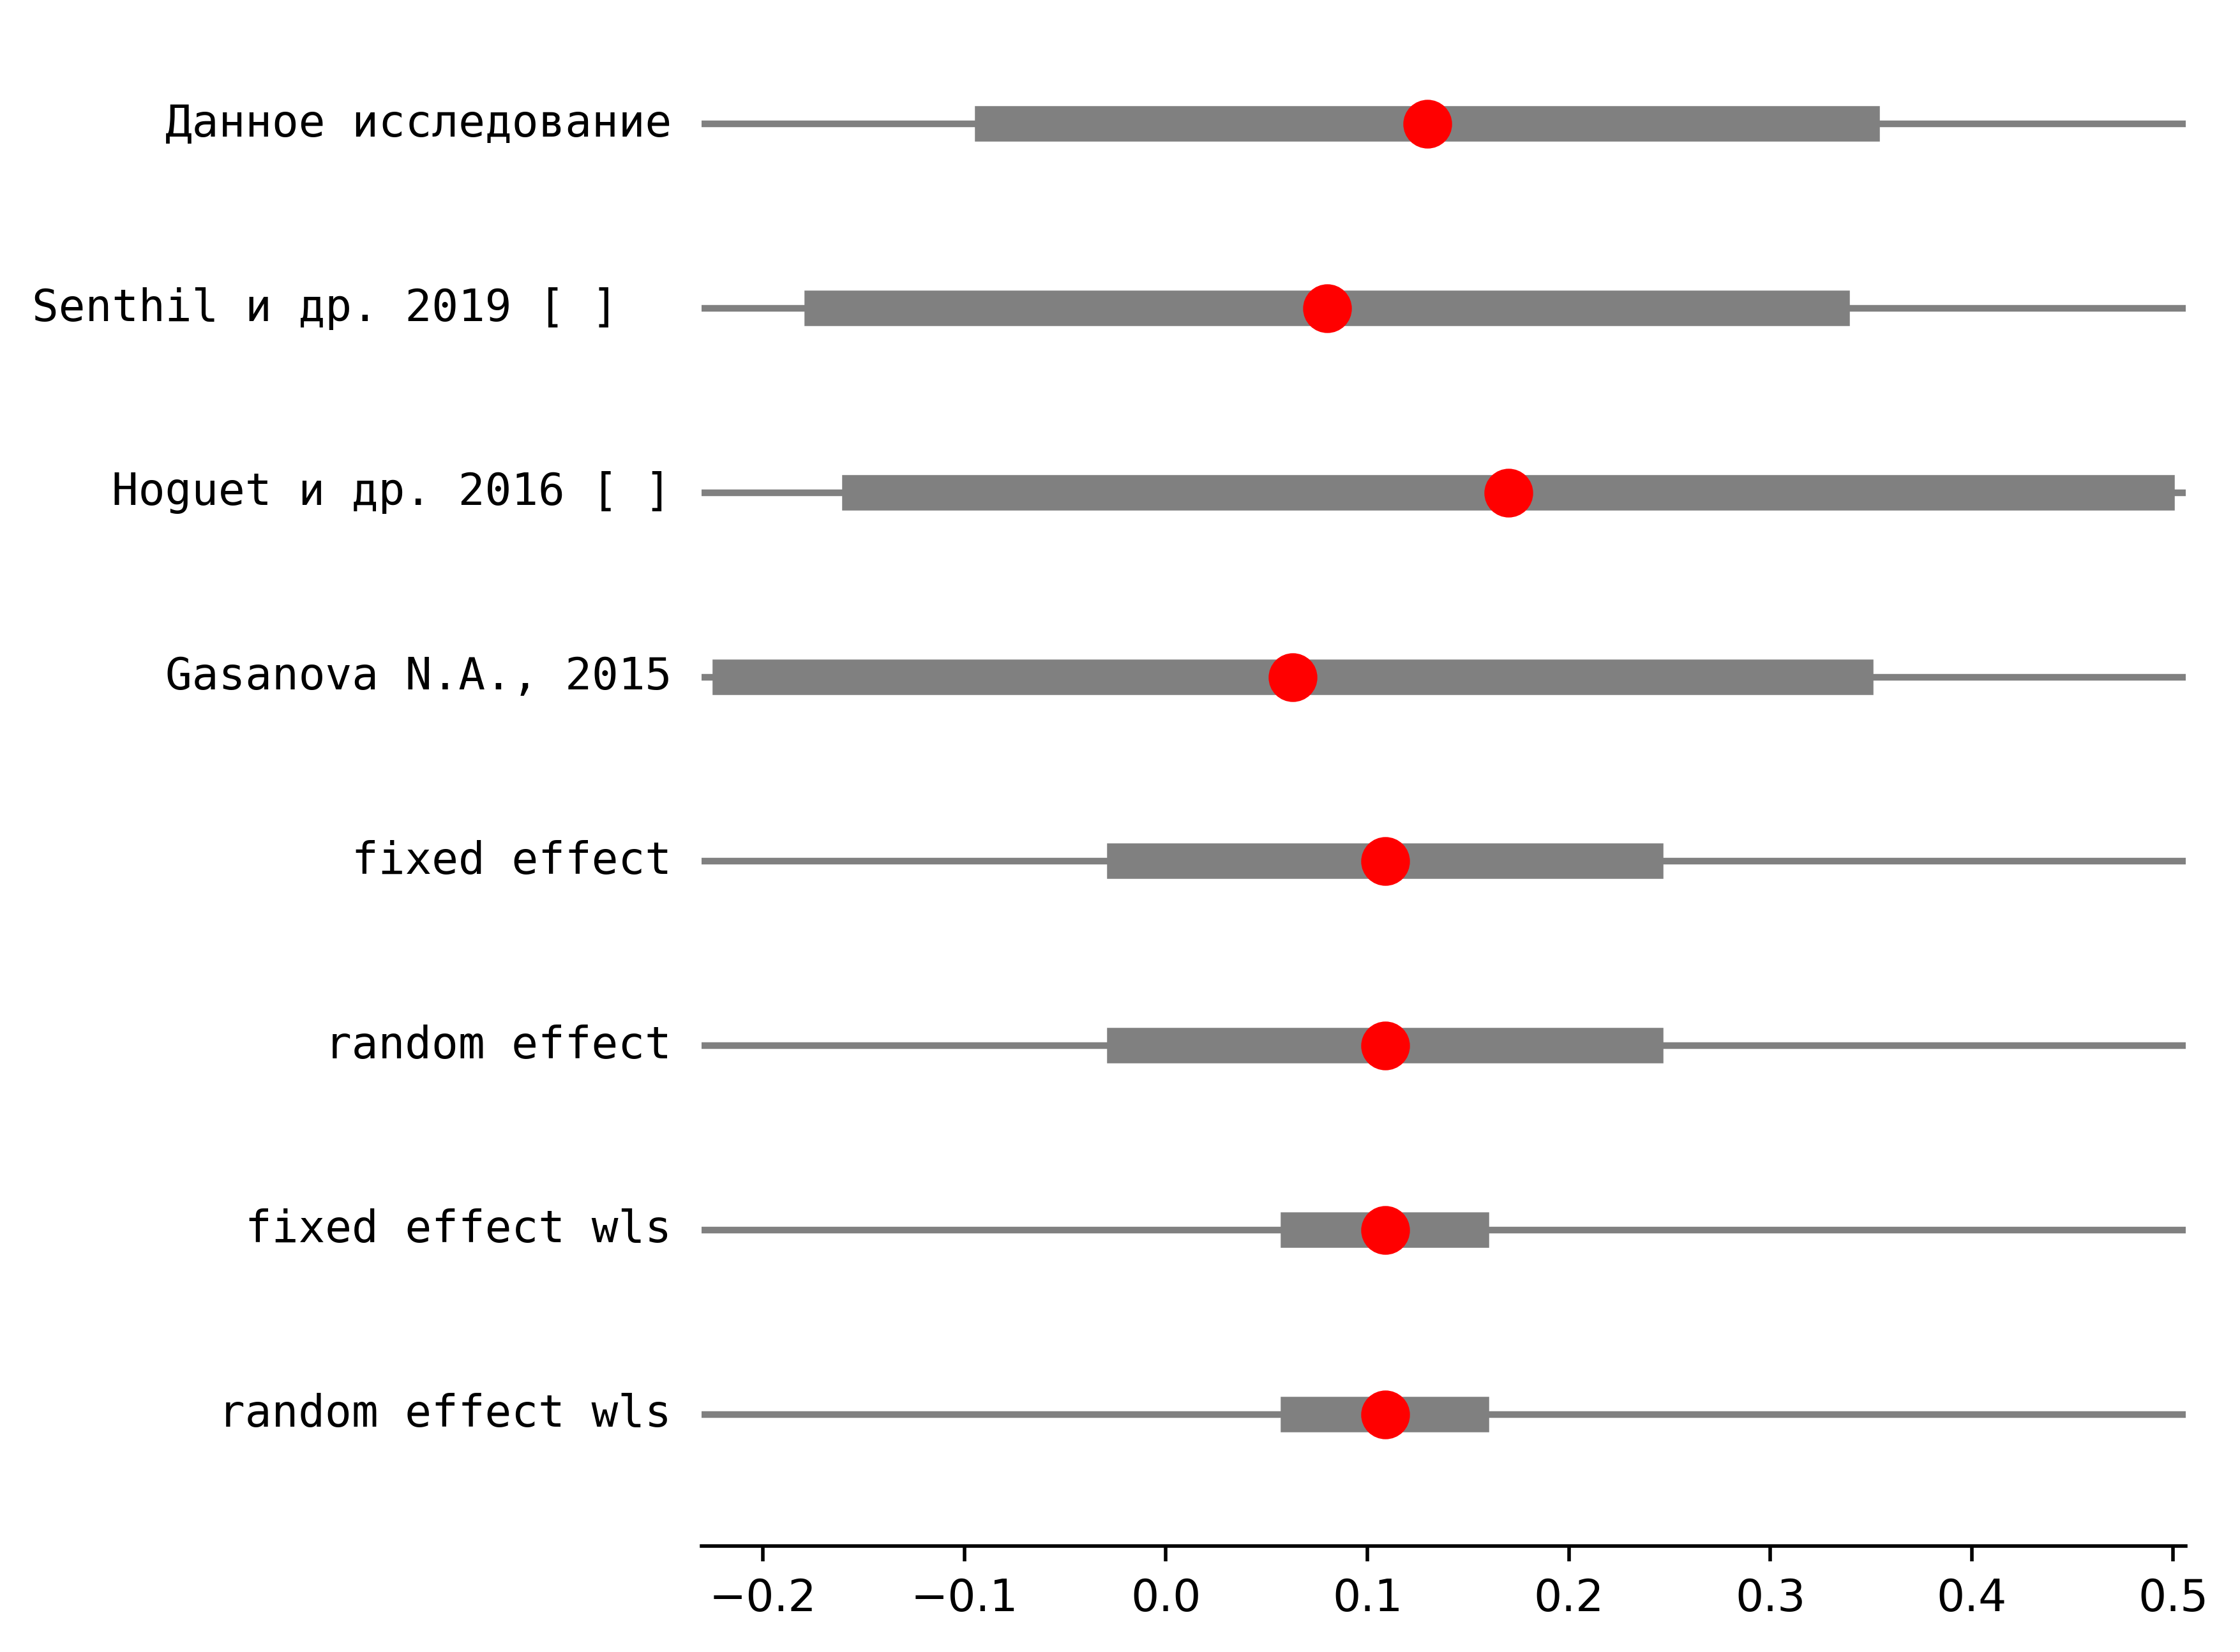 Данное исследование
Senthil и др. 2019 [ ]
Hoguet и др. 2016 [ ]
Gasanova N.A., 2015
fixed effect
random effect
fixed effect wls
random effect wls
−0.2 −0.1 0.0 0.1 0.2 0.3 0.4 0.5